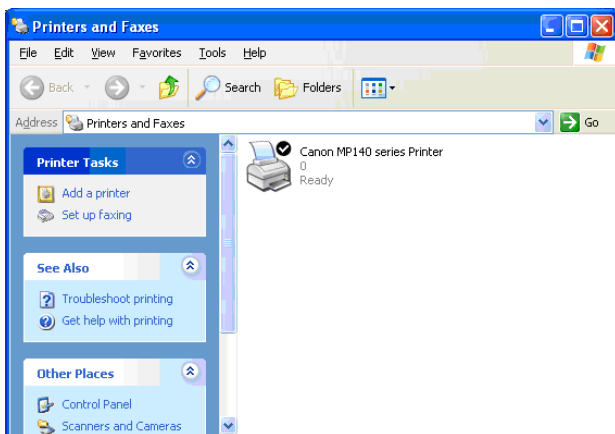 Printers and Faxes
File Edit View Favorites Tools Help
Back Search Folders
Address Printers and Faxes Go
Printer Tasks
Add a printer
Set up faxing
See Also
Troubleshoot printing
Get help with printing
Other Places
Control Panel
Scanners and Cameras
Canon MP140 series Printer
0
Ready